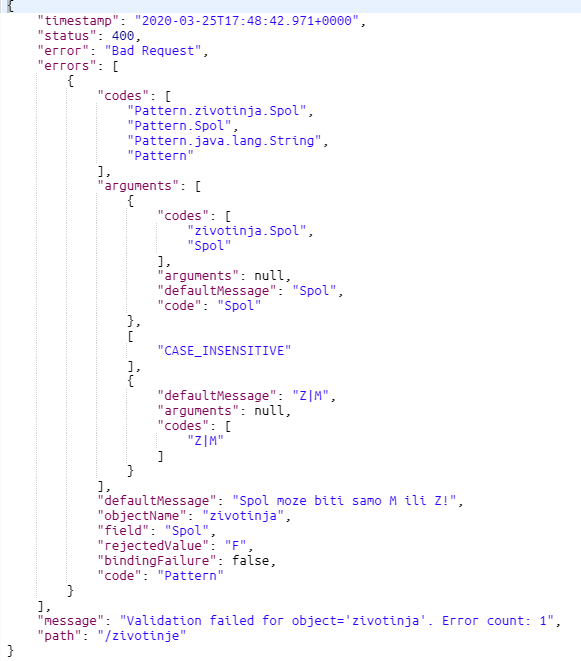 {
    "timestamp": "2020-03-25T17:48:42.971+0000",
    "status": 400,
    "error": "Bad Request",
    "errors": [
        {
            "codes": [
                "Pattern.zivotinja.Spol",
                "Pattern.Spol",
                "Pattern.java.lang.String",
                "Pattern"
            ],
            "arguments": [
                {
                    "codes": [
                        "zivotinja.Spol",
                        "Spol"
                    ],
                    "arguments": null,
                    "defaultMessage": "Spol",
                    "code": "Spol"
                },
                [
                    "CASE_INSENSITIVE"
                ],
                {
                    "defaultMessage": "Z|M",
                    "arguments": null,
                    "codes": [
                        "Z|M"
                    ]
                }
            ],
            "defaultMessage": "Spol moze biti samo M ili Z!",
            "objectName": "zivotinja",
            "field": "Spol",
            "rejectedValue": "F",
            "bindingFailure": false,
            "code": "Pattern"
        }
    ],
    "message": "Validation failed for object='zivotinja'. Error count: 1",
    "path": "/zivotinje"
}